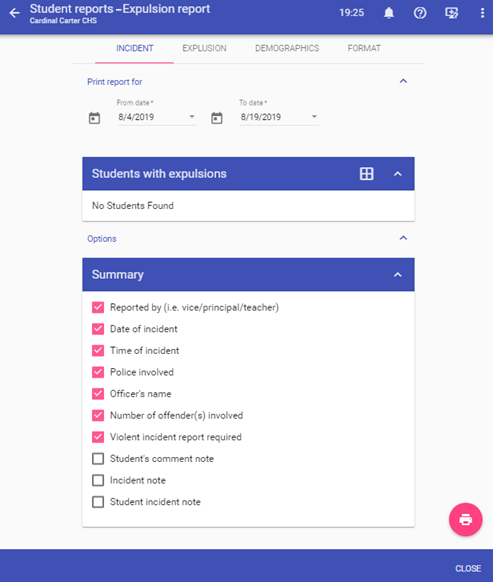 Student reports – Expulsion report
Cardinal Carter CHS
19:25
INCIDENT EXPLUSION DEMOGRAPHICS FORMAT
Print report for
From date* To date*
8/4/2019 8/19/2019
Students with expulsions
No Students Found
Options
Summary
Reported by (i.e. vice/principal/teacher)
Date of incident
Time of incident
Police involved
Officer's name
Number of offender(s) involved
Violent incident report required
Student's comment note
Incident note
Student incident note
CLOSE